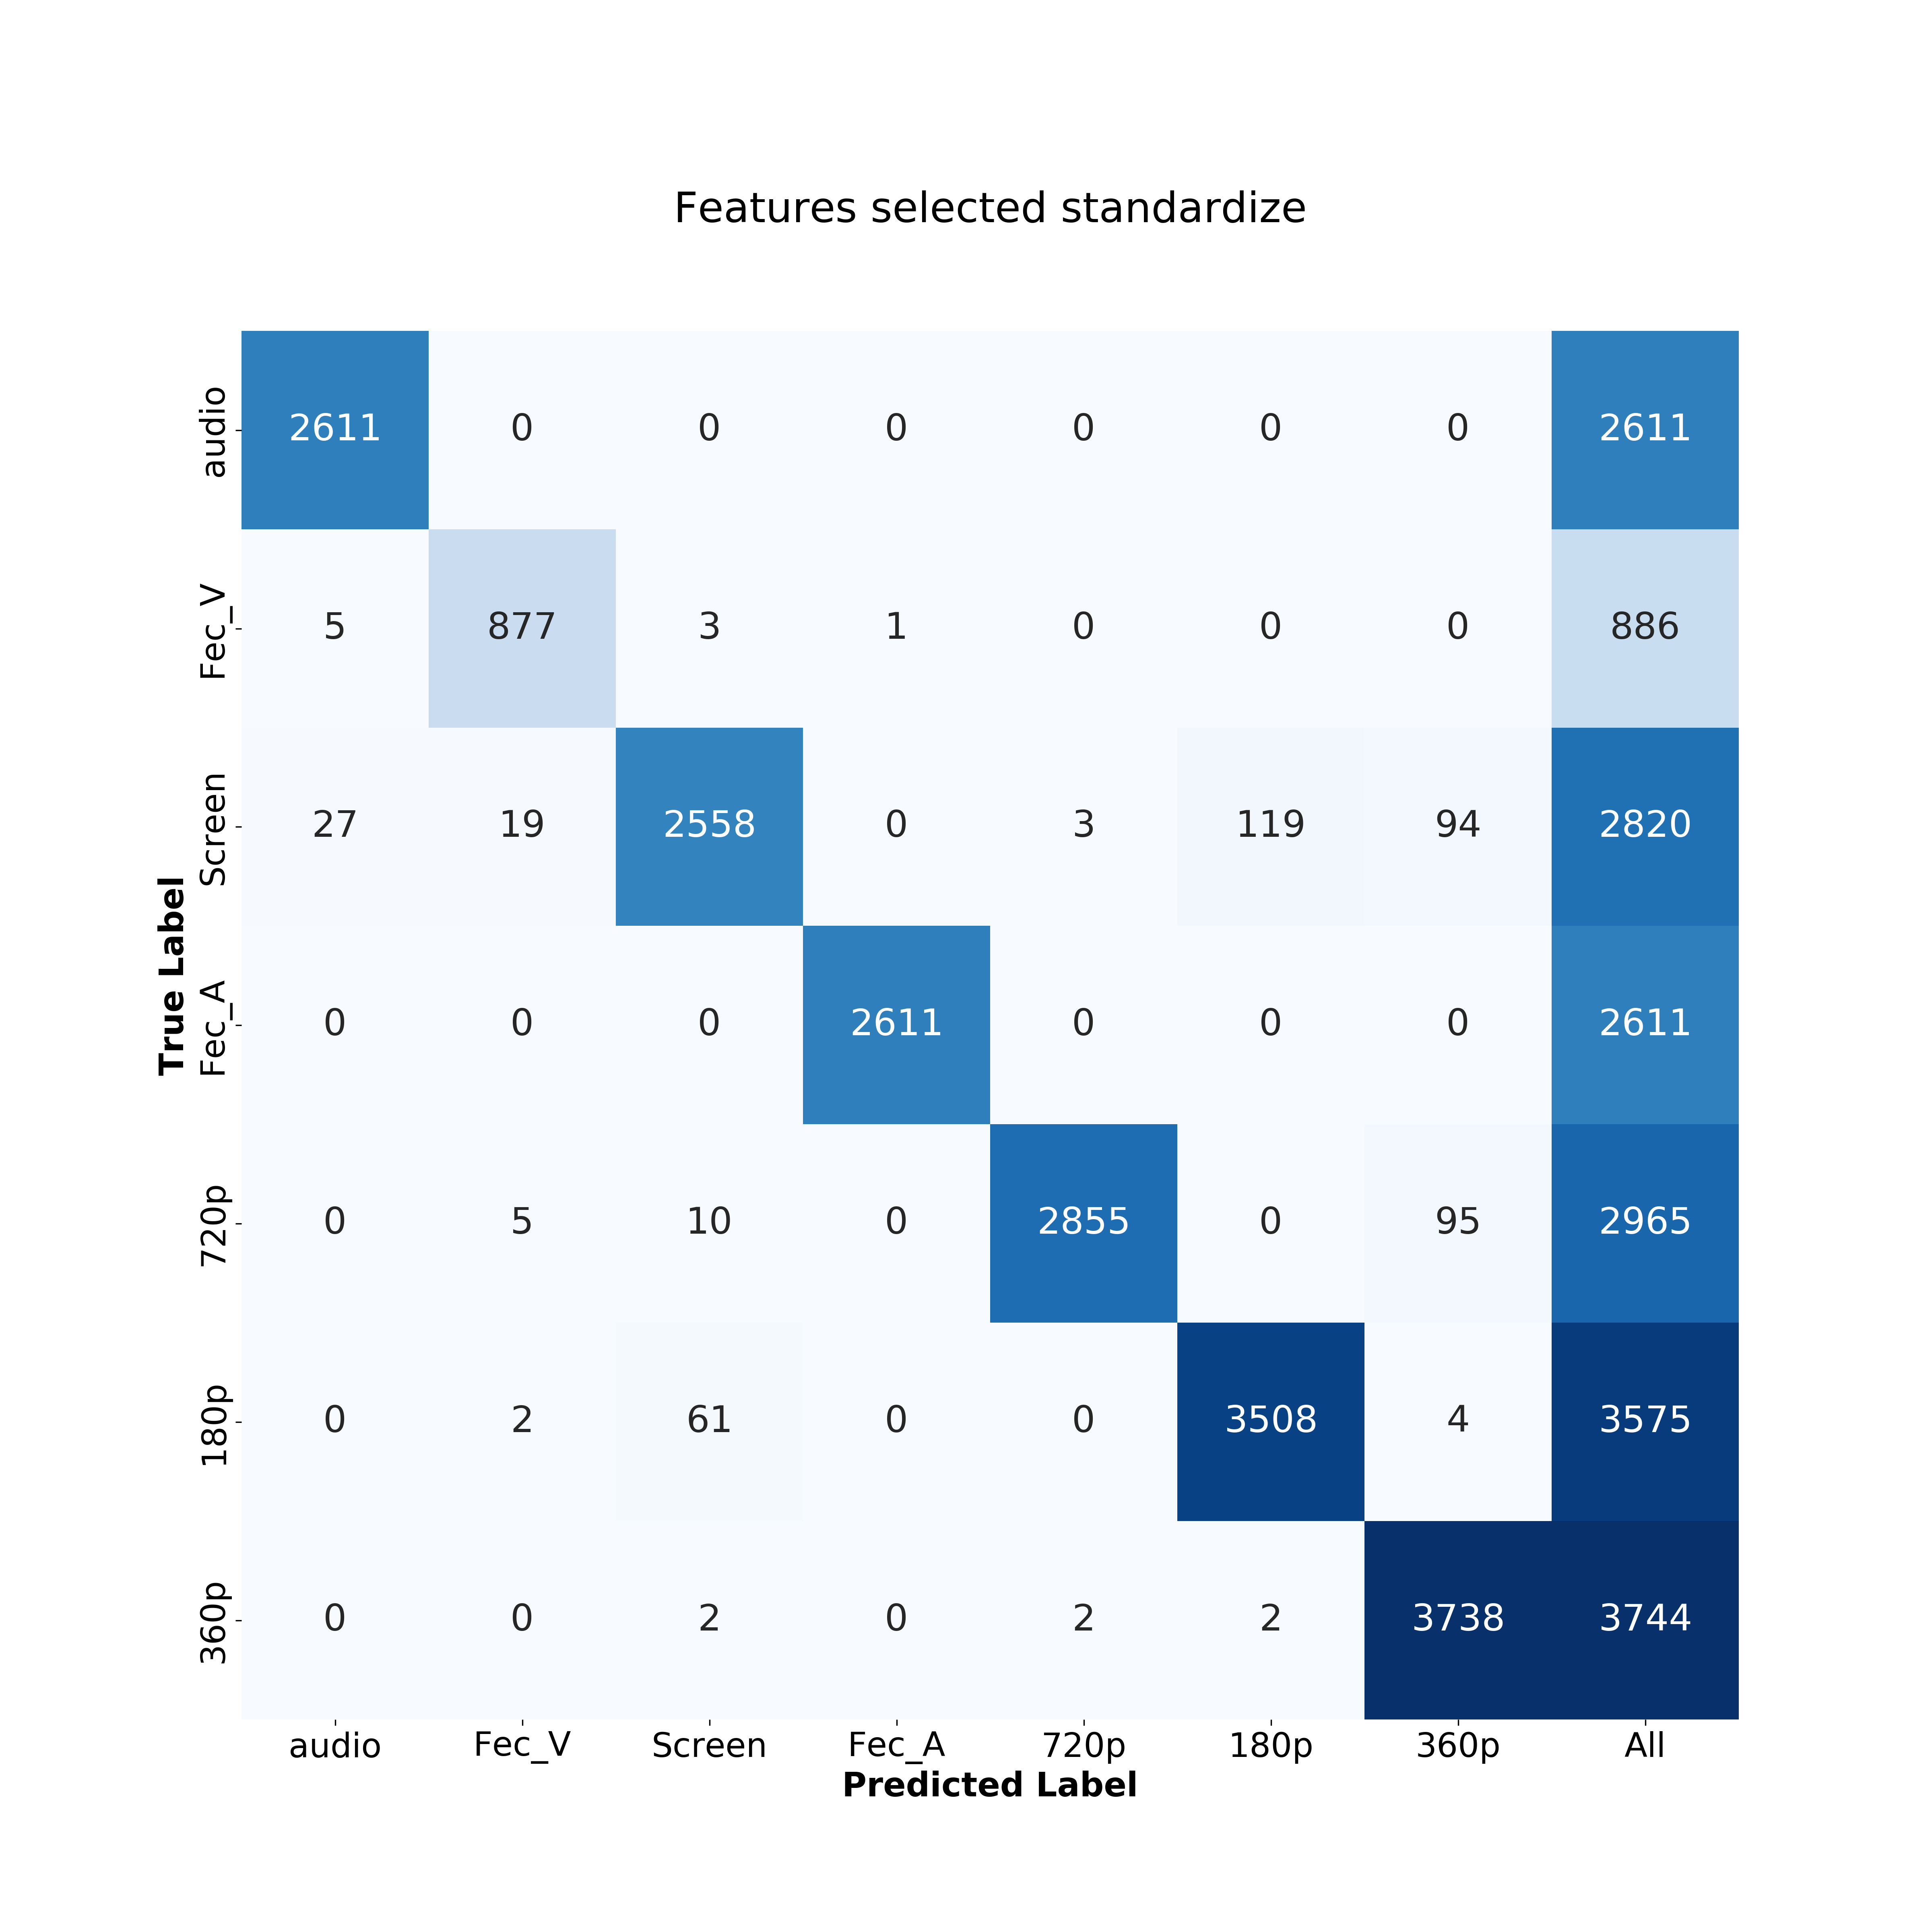 Features selected standardize
True Label
audio 2611 0 0 0 0 0 0 2611
Fec_V 5 877 3 1 0 0 0 886
Screen 27 19 2558 0 3 119 94 2820
Fec_A 0 0 0 2611 0 0 0 2611
720p 0 5 10 0 2855 0 95 2965
180p 0 2 61 0 0 3508 4 3575
360p 0 0 2 0 2 2 3738 3744
audio Fec_V Screen Fec_A 720p 180p 360p All
Predicted Label